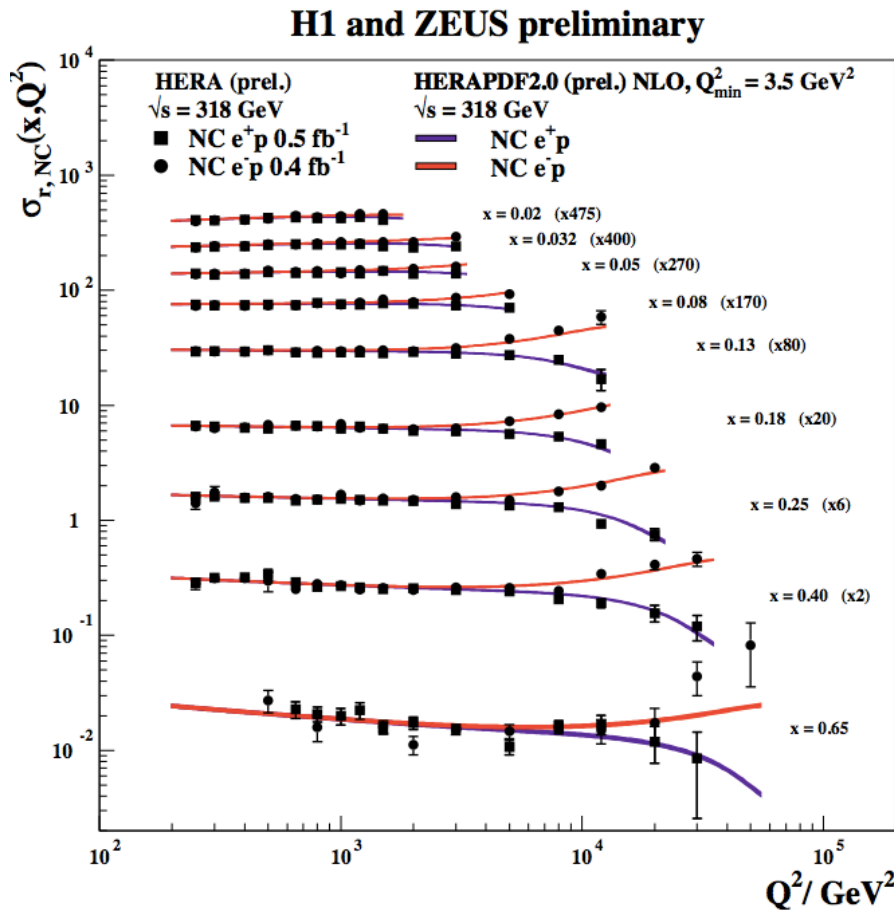 H1 and ZEUS preliminary
σr, NC(x,Q²)
10⁴
10³
10²
10
1
10⁻¹
10⁻²
HERA (prel.)
√s = 318 GeV
NC e⁺p 0.5 fb⁻¹
NC e⁻p 0.4 fb⁻¹
HERAPDF2.0 (prel.) NLO, Q²min = 3.5 GeV²
√s = 318 GeV
NC e⁺p
NC e⁻p
x = 0.02 (x475)
x = 0.032 (x400)
x = 0.05 (x270)
x = 0.08 (x170)
x = 0.13 (x80)
x = 0.18 (x20)
x = 0.25 (x6)
x = 0.40 (x2)
x = 0.65
10² 10³ 10⁴ 10⁵
Q²/ GeV²